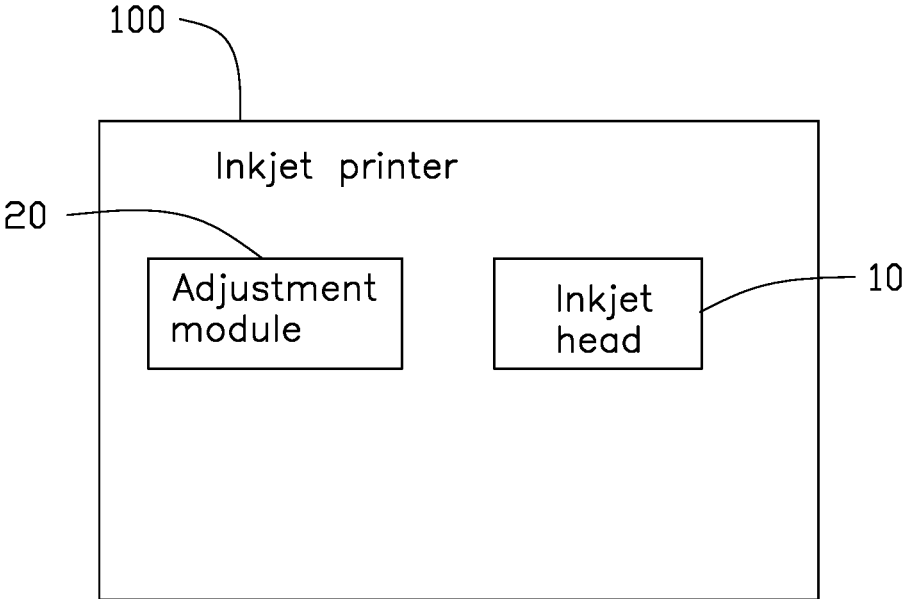 100
Inkjet printer
20
Adjustment
module
Inkjet
head
10